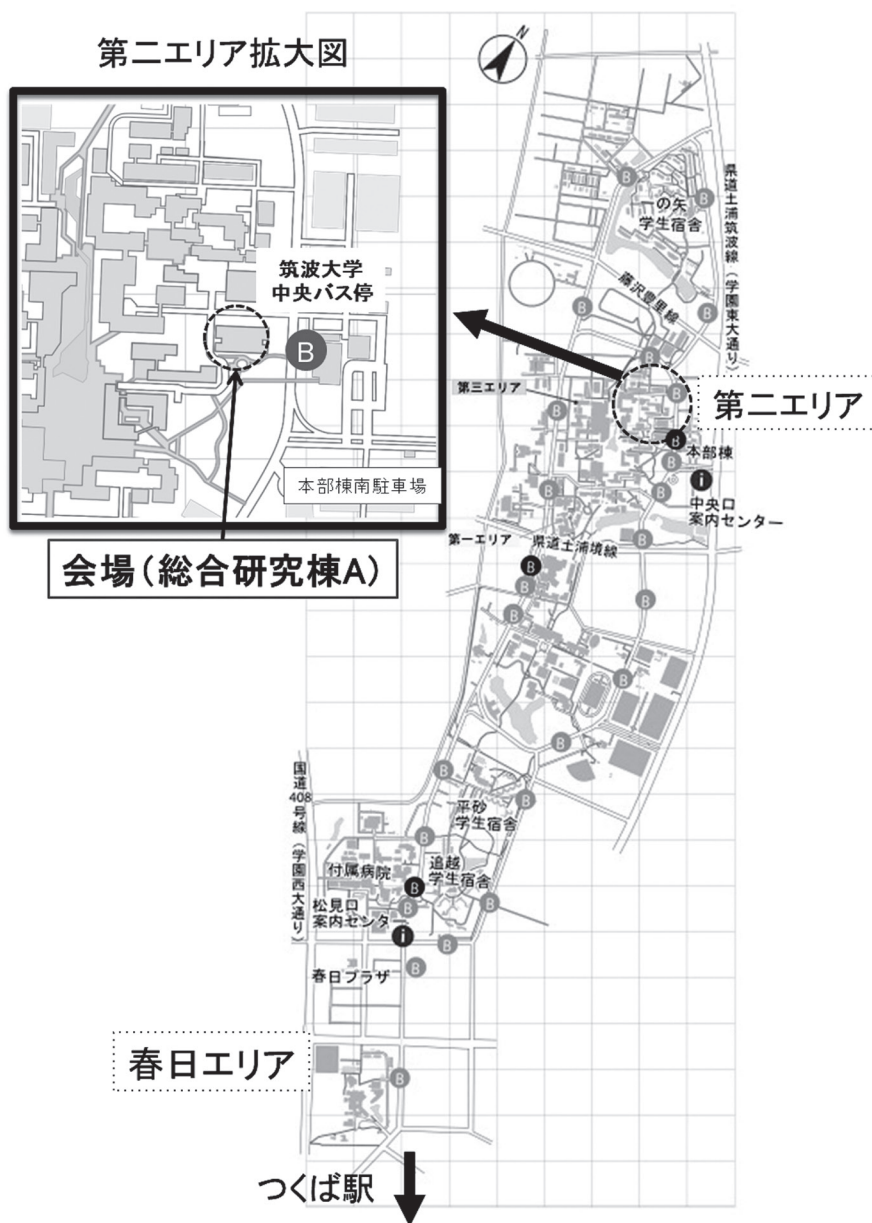 第二エリア拡大図
N
筑波大学
中央バス停
B
本部棟南駐車場
会場（総合研究棟A）
県道土浦筑波線（学園東大通り）
B
B
一の矢
学生宿舎
藤沢豊里線
B
B
B
第三エリア
B
B
第二エリア
B
本部棟
B
i
B
B
中央口
案内センター
第一エリア
県道土浦境線
B
B
B
B
B
B
B
B
国道
408
号線（学園西大通り）
平砂
学生宿舎
B
B
付属病院
追越
学生宿舎
B
B
B
松見口
案内センター
i
B
B
春日プラザ
春日エリア
B
つくば駅